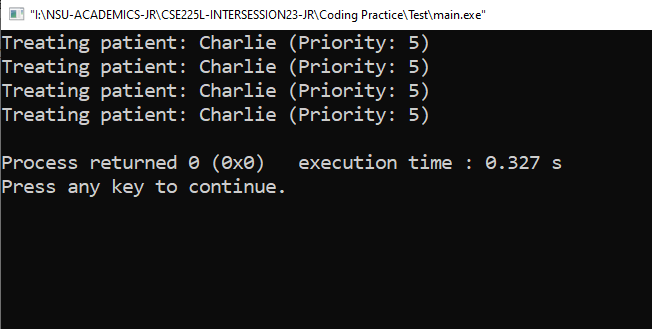 "I:\NSU-ACADEMICS-JR\CSE225L-INTERSESSION23-JR\Coding Practice\Test\main.exe"
Treating patient: Charlie (Priority: 5)
Treating patient: Charlie (Priority: 5)
Treating patient: Charlie (Priority: 5)
Treating patient: Charlie (Priority: 5)
Process returned 0 (0x0)   execution time : 0.327 s
Press any key to continue.